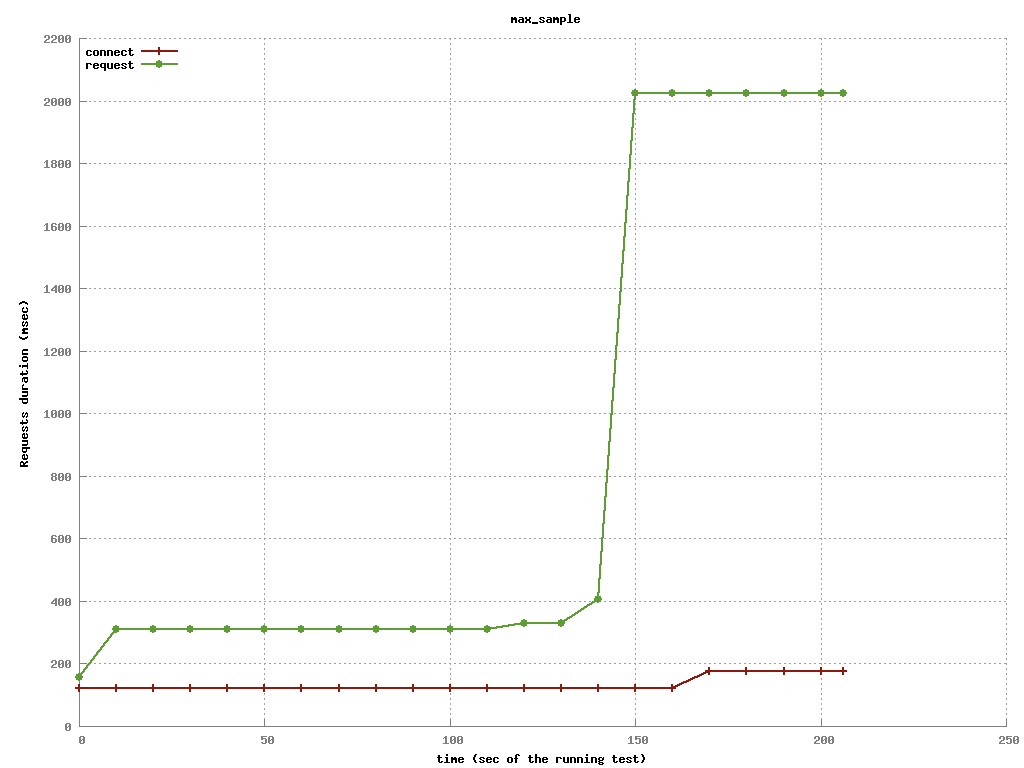 max_sample
connect
request
2200
2000
1800
1600
1400
1200
1000
800
600
400
200
0
Requests duration (msec)
0 50 100 150 200 250
time (sec of the running test)